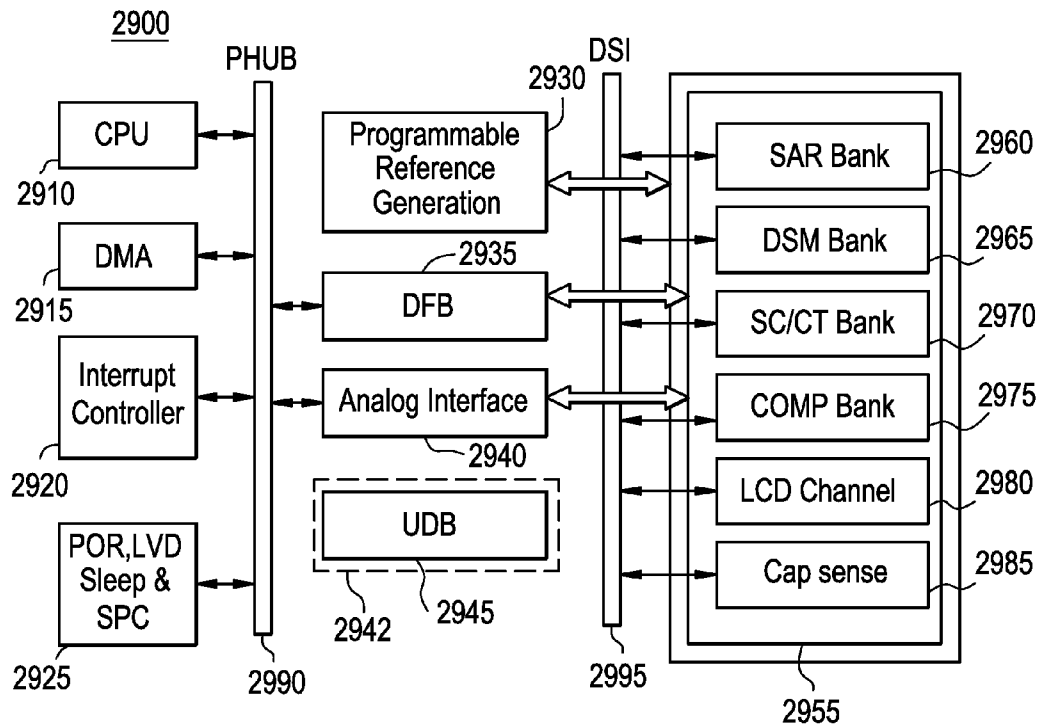 2900
PHUB
DSI
CPU
2910
DMA
2915
Interrupt
Controller
2920
POR,LVD
Sleep &
SPC
2925
2990
2930
Programmable
Reference
Generation
2935
DFB
Analog Interface
2940
UDB
2945
2942
2995
SAR Bank
2960
DSM Bank
2965
SC/CT Bank
2970
COMP Bank
2975
LCD Channel
2980
Cap sense
2985
2955